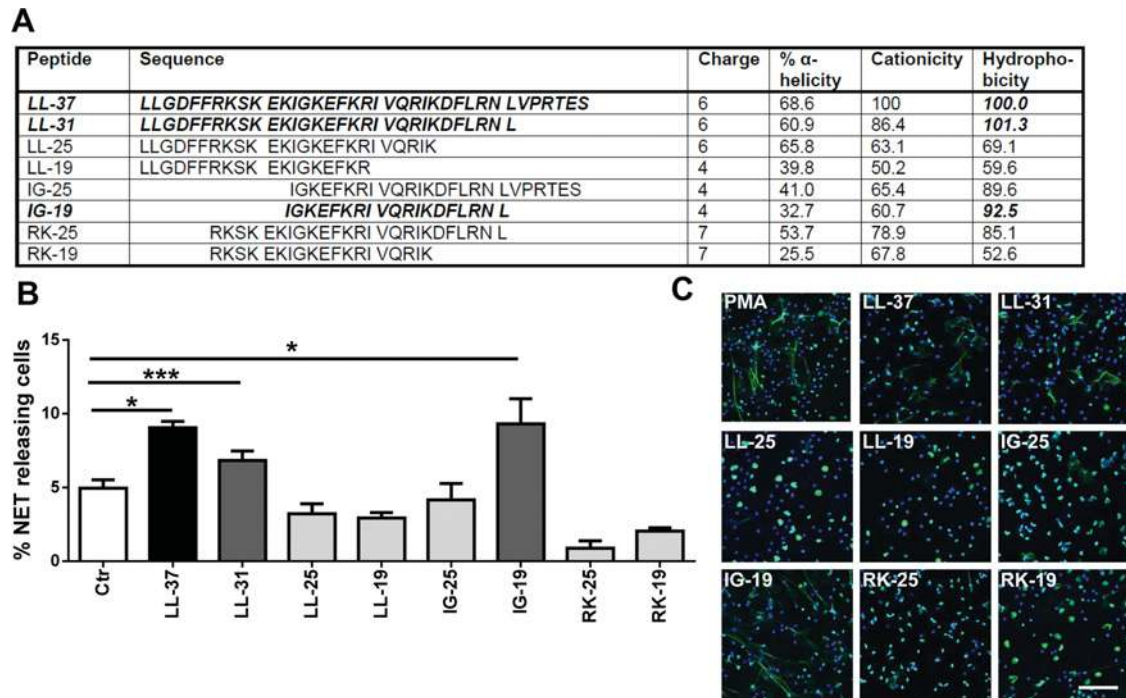 A
Peptide Sequence Charge % α-helicity Cationicity Hydropho-bicity
LL-37 LLGDFFRKSK EKIGKEFKRI VQRIKDFLRN LVPRTES 6 68.6 100 100.0
LL-31 LLGDFFRKSK EKIGKEFKRI VQRIKDFLRN L 6 60.9 86.4 101.3
LL-25 LLGDFFRKSK EKIGKEFKRI VQRIK 6 65.8 63.1 69.1
LL-19 LLGDFFRKSK EKIGKEFKR 4 39.8 50.2 59.6
IG-25 IGKEFKRI VQRIKDFLRN LVPRTES 4 41.0 65.4 89.6
IG-19 IGKEFKRI VQRIKDFLRN L 4 32.7 60.7 92.5
RK-25 RKSK EKIGKEFKRI VQRIKDFLRN L 7 53.7 78.9 85.1
RK-19 RKSK EKIGKEFKRI VQRIK 7 25.5 67.8 52.6
B
% NET releasing cells
15
10
5
0
*
***
*
Ctr
LL-37
LL-31
LL-25
LL-19
IG-25
IG-19
RK-25
RK-19
C
PMA LL-37 LL-31
LL-25 LL-19 IG-25
IG-19 RK-25 RK-19